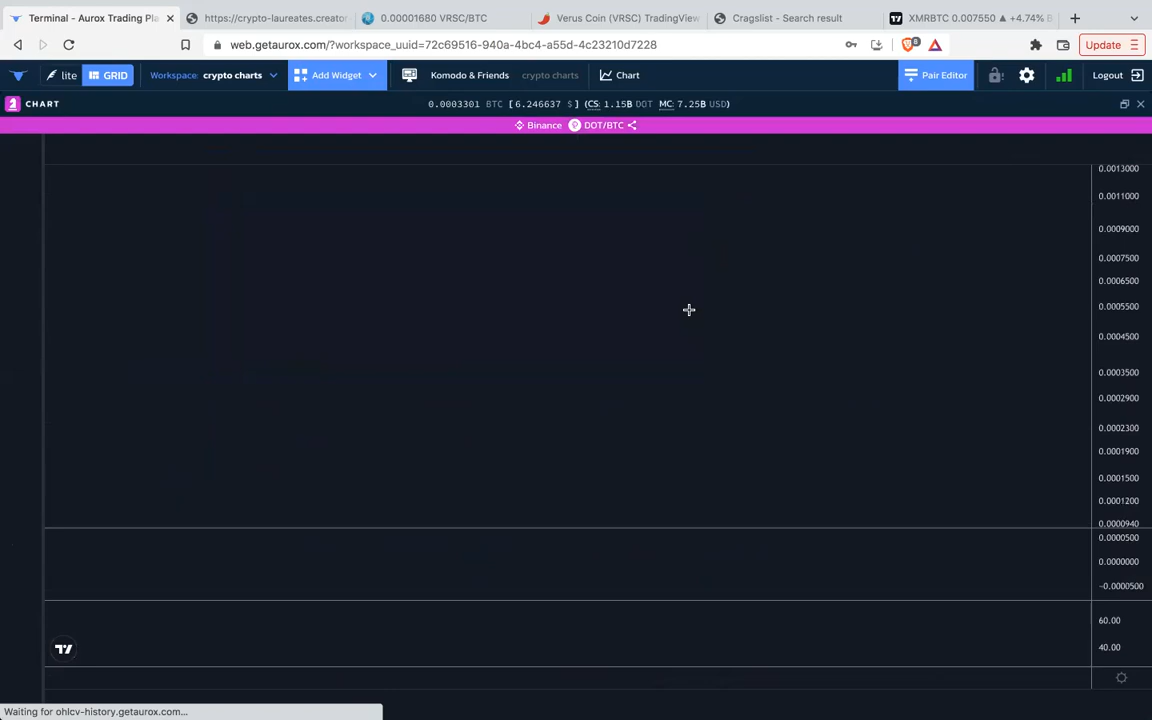 Terminal - Aurox Trading Pla
https://crypto-laureates.creator
0.00001680 VRSC/BTC
Verus Coin (VRSC) TradingView
Cragslist - Search result
XMRBTC 0.007550 ▲ +4.74% B
web.getaurox.com/?workspace_uuid=72c69516-940a-4bc4-a55d-4c23210d7228
8
Update
lite
GRID
Workspace: crypto charts
Add Widget
Komodo & Friends
crypto charts
Chart
Pair Editor
Logout
CHART
0.0003301 BTC [6.246637 $] (CS: 1.15B DOT MC: 7.25B USD)
Binance DOT/BTC
0.0013000
0.0011000
0.0009000
0.0007500
0.0006500
0.0005500
0.0004500
0.0003500
0.0002900
0.0002300
0.0001900
0.0001500
0.0001200
0.0000940
0.0000500
0.0000000
-0.0000500
60.00
40.00
Waiting for ohlcv-history.getaurox.com...